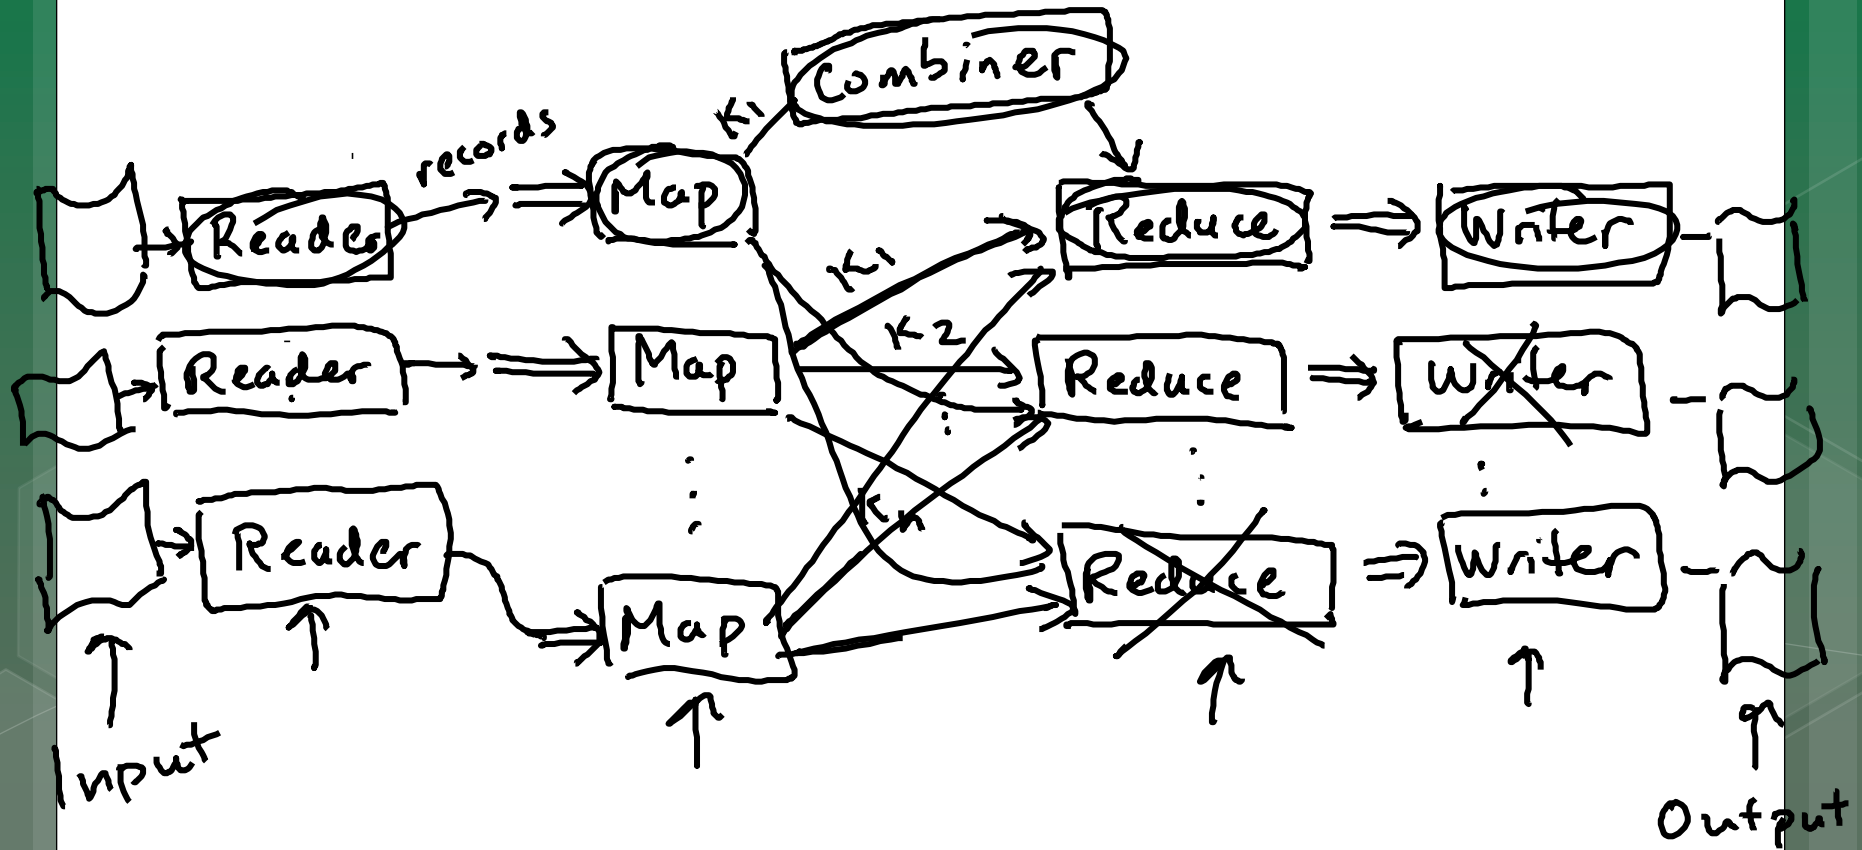 Combiner
K1
records
Reader
Map
Reduce
Writer
K1
K2
Reader
Map
Reduce
Writer
Kn
Reader
Map
Reduce
Writer
Input
Output